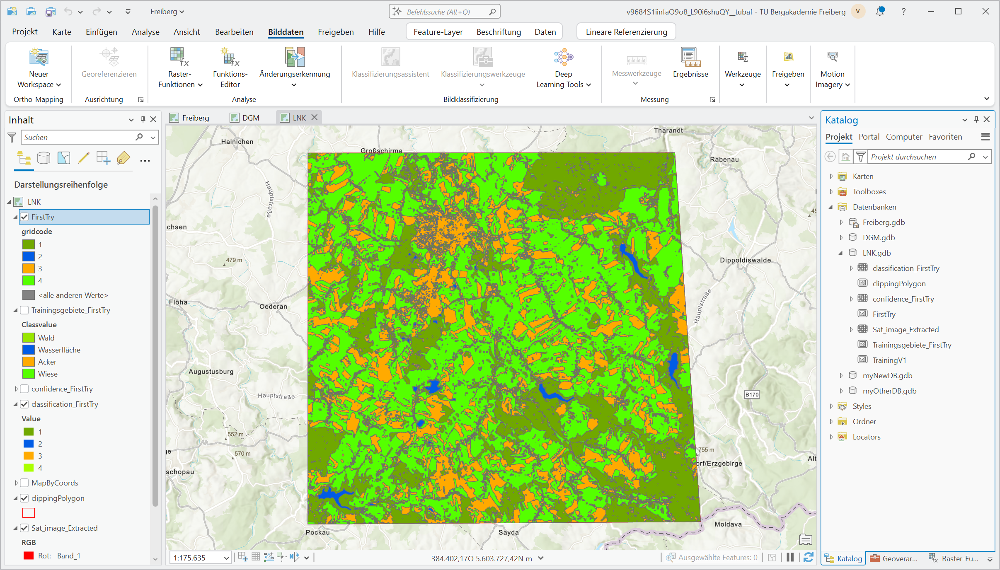 Freiberg
Befehlssuche (Alt+Q)
v9684S1iinfaO9o8_L90i6shuQY__tubaf - TU Bergakademie Freiberg
V
?
Projekt
Karte
Einfügen
Analyse
Ansicht
Bearbeiten
Bilddaten
Freigeben
Hilfe
Feature-Layer
Beschriftung
Daten
Lineare Referenzierung
Neuer
Workspace
Georeferenzieren
Raster-
Funktionen
Funktions-
Editor
Änderungserkennung
Klassifizierungsassistent
Klassifizierungswerkzeuge
Deep
Learning Tools
Messwerkzeuge
Ergebnisse
Werkzeuge
Freigeben
Motion
Imagery
Ortho-Mapping
Ausrichtung
Analyse
Bildklassifizierung
Messung
Inhalt
Suchen
Darstellungsreihenfolge
LNK
FirstTry
gridcode
1
2
3
4
<alle anderen Werte>
Trainingsgebiete_FirstTry
Classvalue
Wald
Wasserfläche
Acker
Wiese
confidence_FirstTry
classification_FirstTry
Value
1
2
3
4
MapByCoords
clippingPolygon
Sat_image_Extracted
RGB
Rot: Band_1
Freiberg
DGM
LNK
Tharandt
Hainichen
Großschirma
Rabenau
Hauptstraße
chsen
45
479 m
Dippoldiswalde
Flöha
Oederan
Hauptstraße
Augustusburg
Hauptstraße
B170
552 m
570 m
ge
755 m
Alt
orf/Erzgebirge
schopau
Moldava
Pockau
Sayda
1:175.635
384.402,17O 5.603.727,42N m
Ausgewählte Features: 0
Katalog
Projekt
Portal
Computer
Favoriten
Projekt durchsuchen
Karten
Toolboxes
Datenbanken
Freiberg.gdb
DGM.gdb
LNK.gdb
classification_FirstTry
clippingPolygon
confidence_FirstTry
FirstTry
Sat_image_Extracted
Trainingsgebiete_FirstTry
TrainingV1
myNewDB.gdb
myOtherDB.gdb
Styles
Ordner
Locators
Katalog
Geoverar...
Raster-Fu...